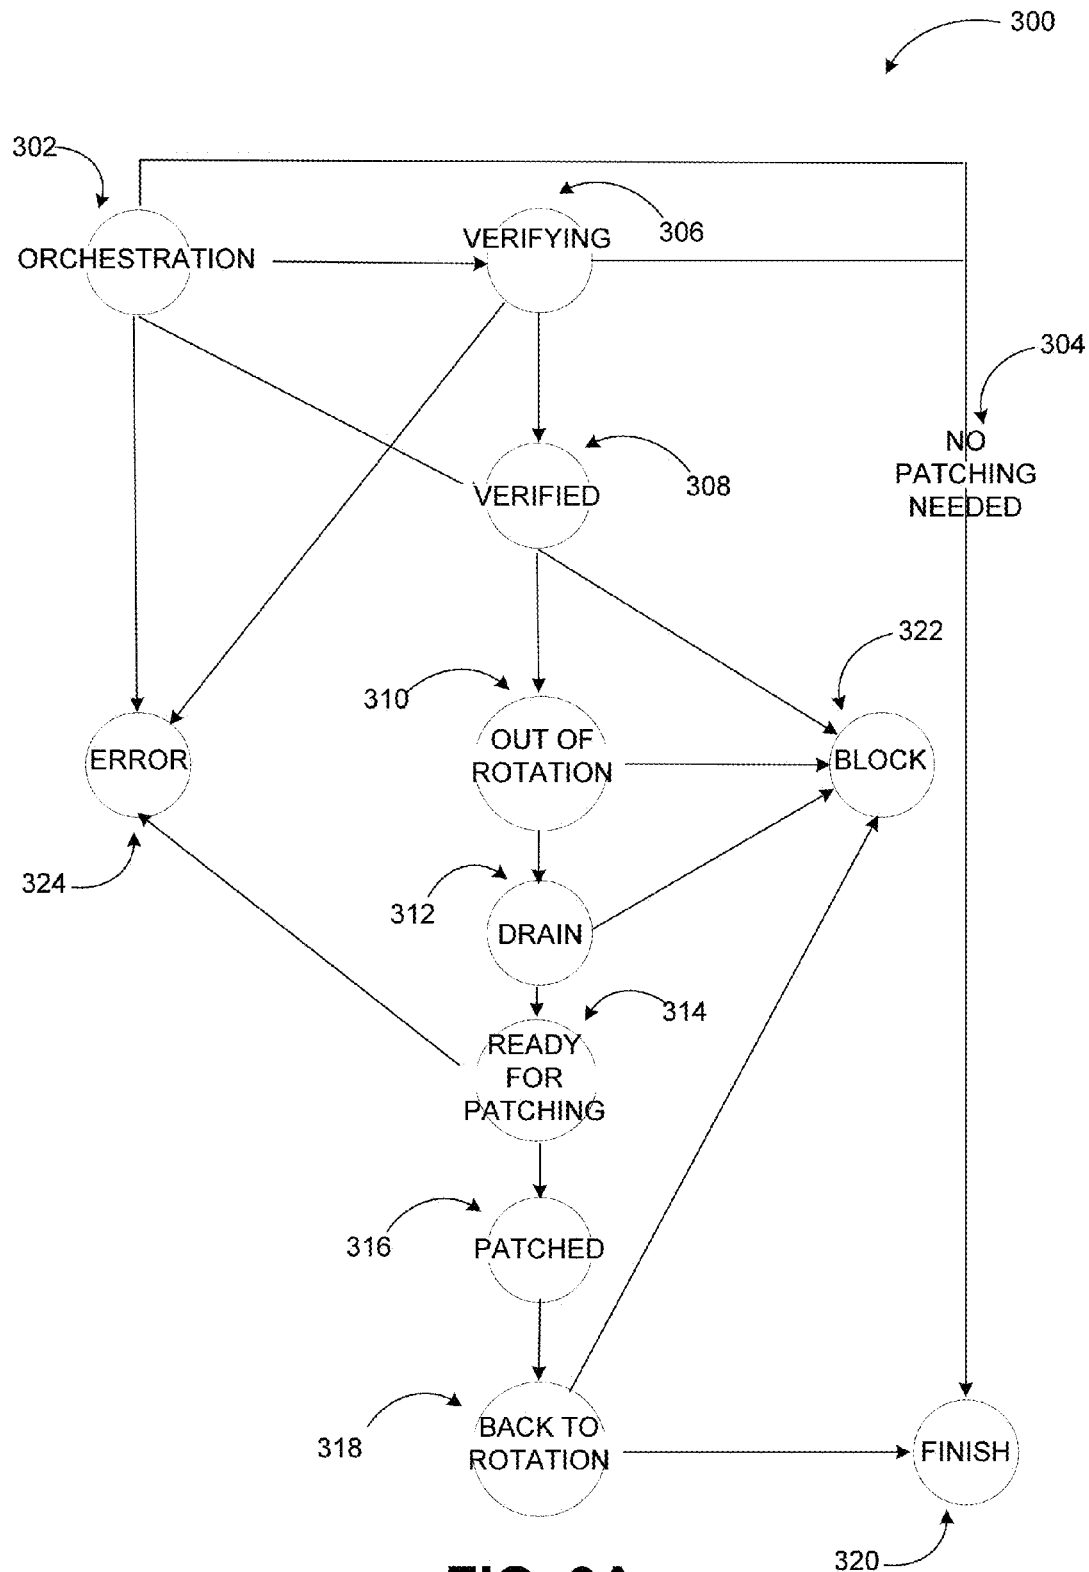 300
302
306
VERIFYING
ORCHESTRATION
304
NO
PATCHING
NEEDED
308
VERIFIED
322
310
OUT OF
ROTATION
ERROR
BLOCK
324
312
DRAIN
314
READY
FOR
PATCHING
316
PATCHED
318
BACK TO
ROTATION
FINISH
320